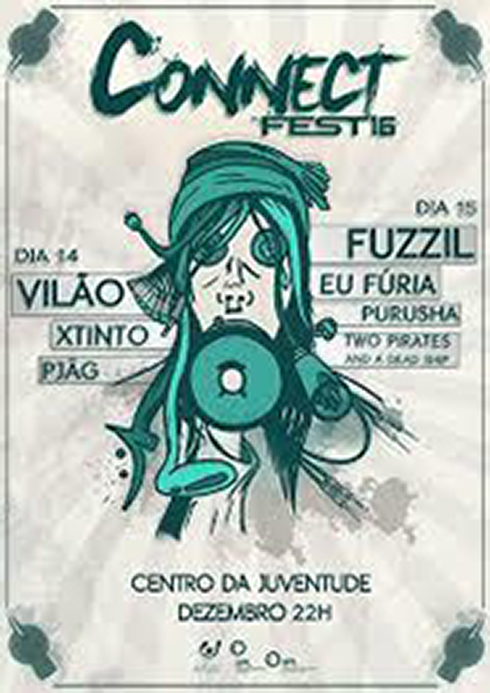 CONNECT
FEST16
DIA 14
VILÃO
XTINTO
PJÃG
DIA 15
FUZZIL
EU FÚRIA
PURUSHA
TWO PIRATES
AND A DEAD SHIP
CENTRO DA JUVENTUDE
DEZEMBRO 22H